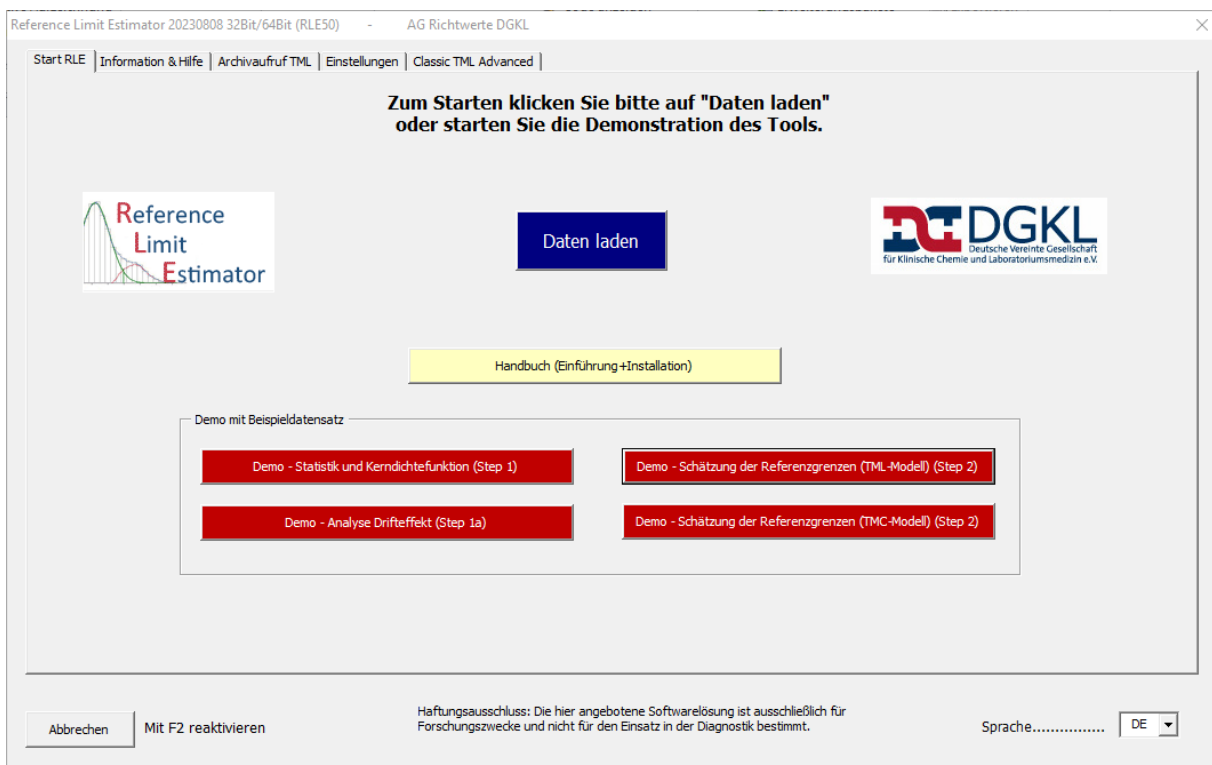 Reference Limit Estimator 20230808 32Bit/64Bit (RLE50) - AG Richtwerte DGKL
Start RLE Information & Hilfe Archivaufruf TML Einstellungen Classic TML Advanced
Zum Starten klicken Sie bitte auf "Daten laden"
oder starten Sie die Demonstration des Tools.
Reference
Limit
Estimator
Daten laden
DGKL
Deutsche Vereinte Gesellschaft
für Klinische Chemie und Laboratoriumsmedizin e.V.
Handbuch (Einführung+Installation)
Demo mit Beispieldatensatz
Demo - Statistik und Kerndichtefunktion (Step 1)
Demo - Schätzung der Referenzgrenzen (TML-Modell) (Step 2)
Demo - Analyse Drifteffekt (Step 1a)
Demo - Schätzung der Referenzgrenzen (TMC-Modell) (Step 2)
Abbrechen
Mit F2 reaktivieren
Haftungsausschluss: Die hier angebotene Softwarelösung ist ausschließlich für
Forschungszwecke und nicht für den Einsatz in der Diagnostik bestimmt.
Sprache................ DE